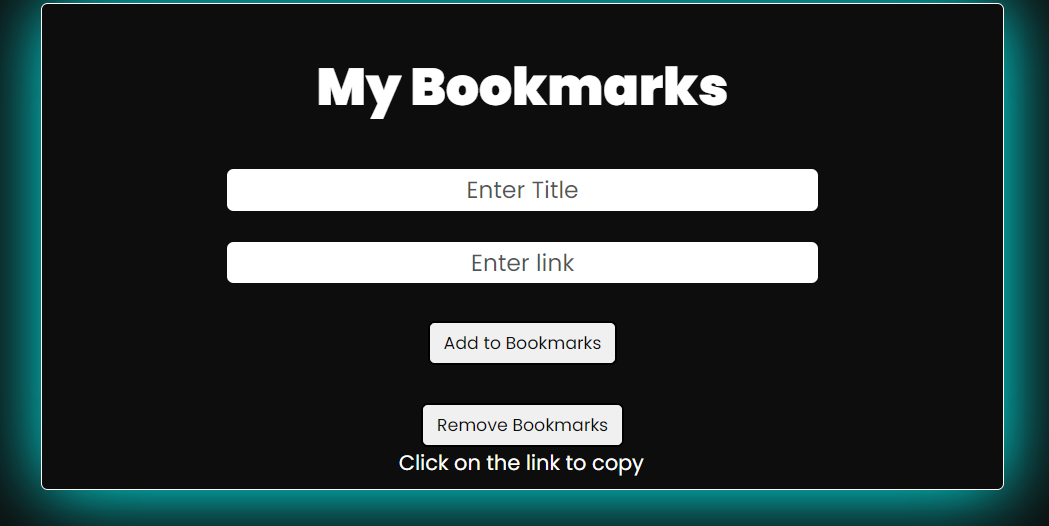 My Bookmarks
Enter Title
Enter link
Add to Bookmarks
Remove Bookmarks
Click on the link to copy